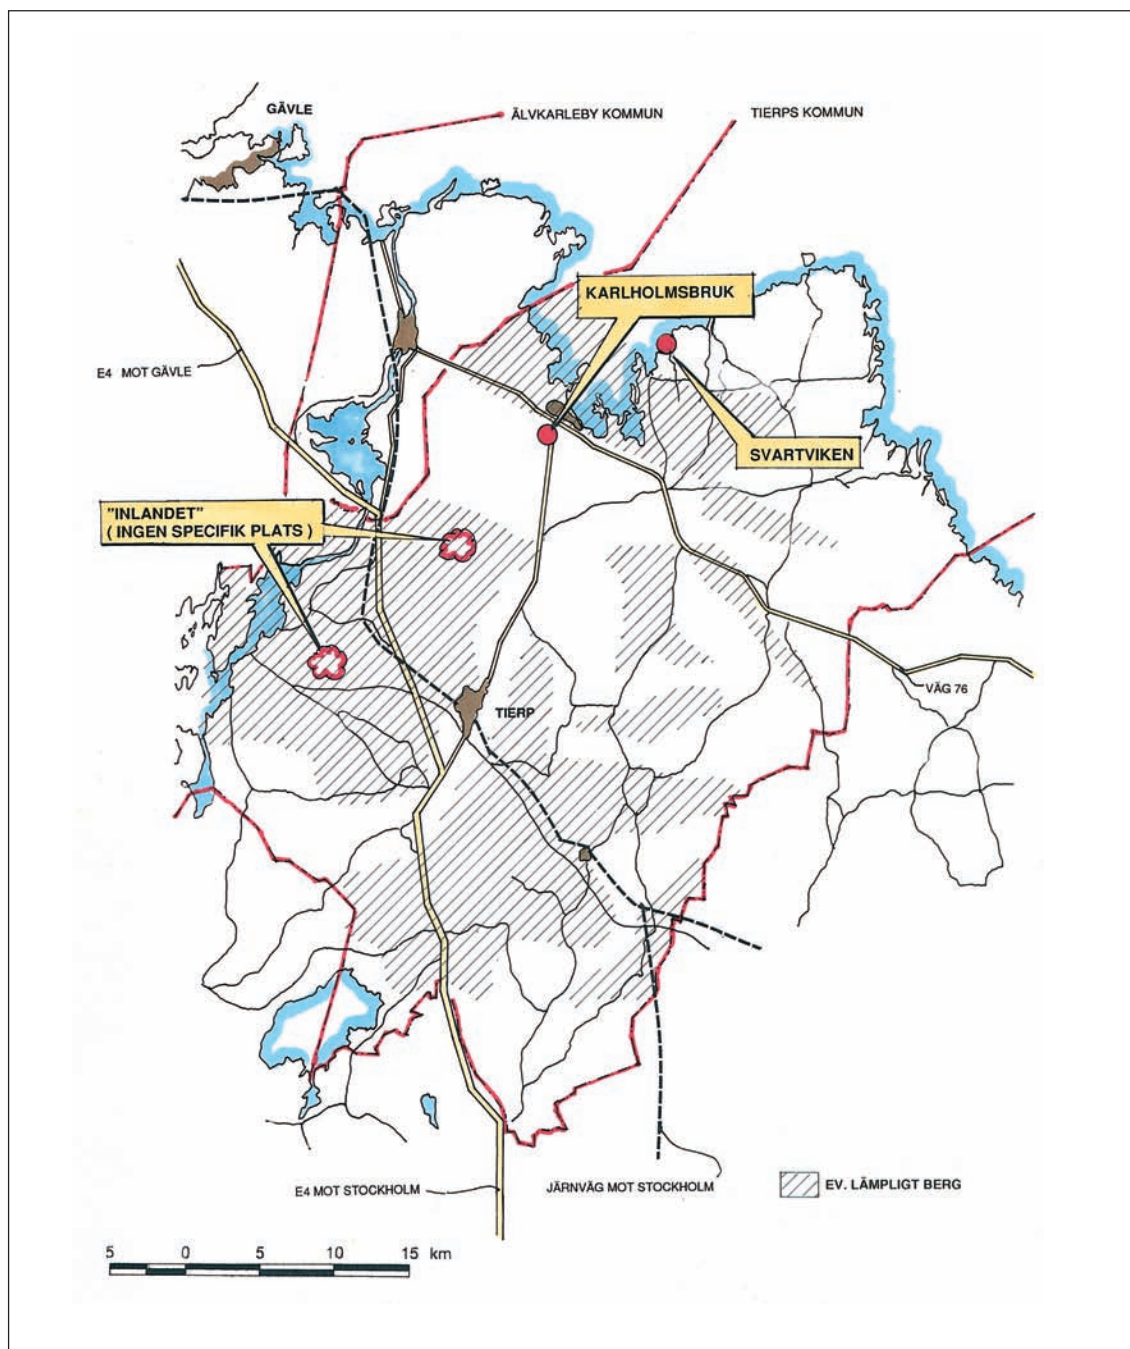 GÄVLE
ÄLVKARLEBY KOMMUN
TIERPS KOMMUN
KARLHOLMSBRUK
E4 MOT GÄVLE
SVARTVIKEN
”INLANDET”
( INGEN SPECIFIK PLATS )
VÄG 76
TIERP
E4 MOT STOCKHOLM
JÄRNVÄG MOT STOCKHOLM
EV. LÄMPLIGT BERG
5 0 5 10 15 km